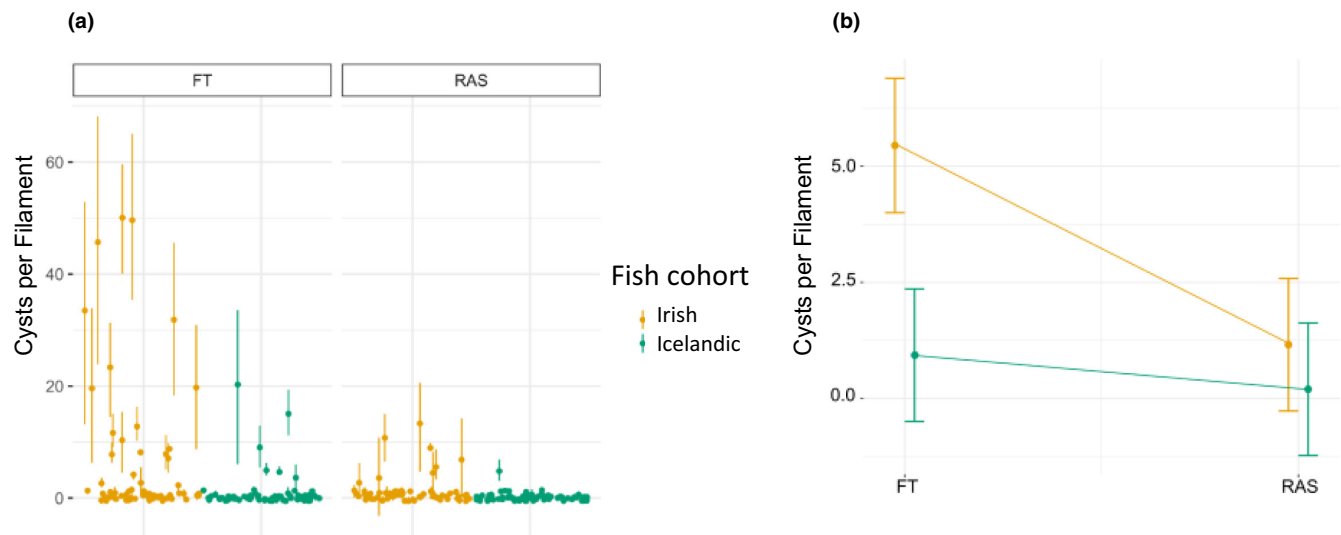 (a)
FT
RAS
Cysts per Filament
60
40
20
0
Fish cohort
Irish
Icelandic
(b)
Cysts per Filament
5.0
2.5
0.0
FT
RAS